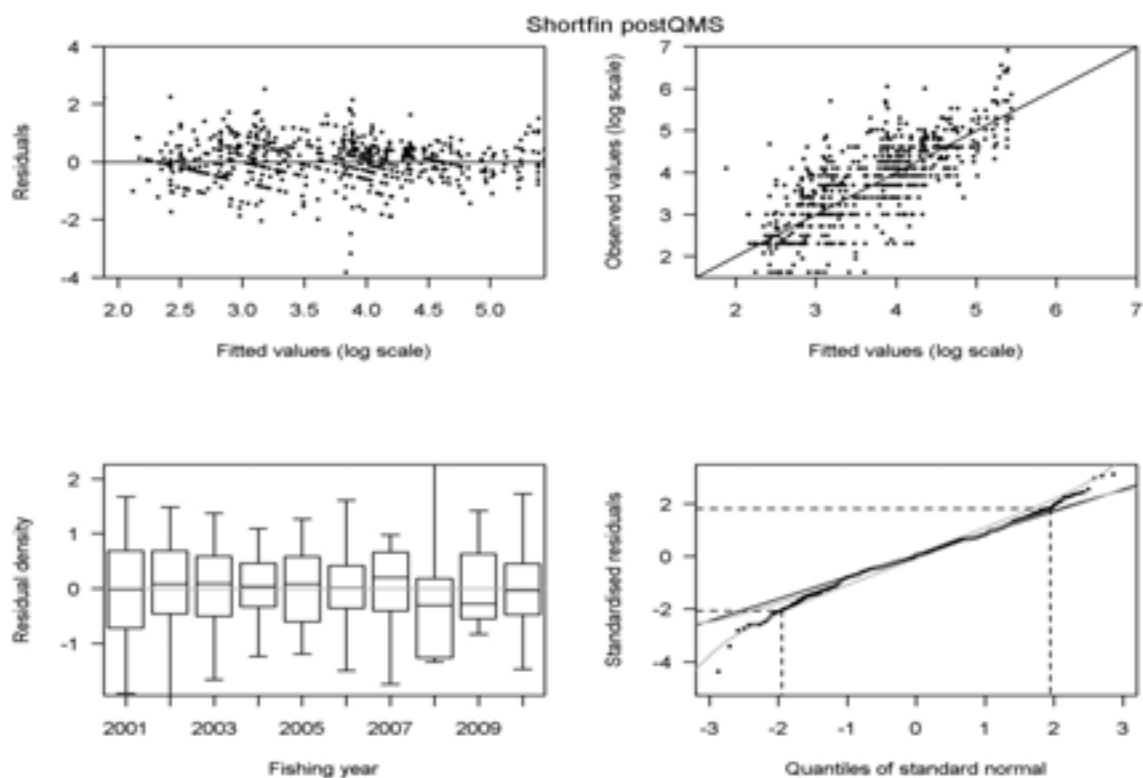 Shortfin postQMS
4
2
0
-2
-4
Residuals
2.0 2.5 3.0 3.5 4.0 4.5 5.0
Fitted values (log scale)
7
6
5
4
3
2
Observed values (log scale)
2 3 4 5 6 7
Fitted values (log scale)
2
1
0
-1
Residual density
2001 2003 2005 2007 2009
Fishing year
2
0
-2
-4
Standardised residuals
-3 -2 -1 0 1 2 3
Quantiles of standard normal